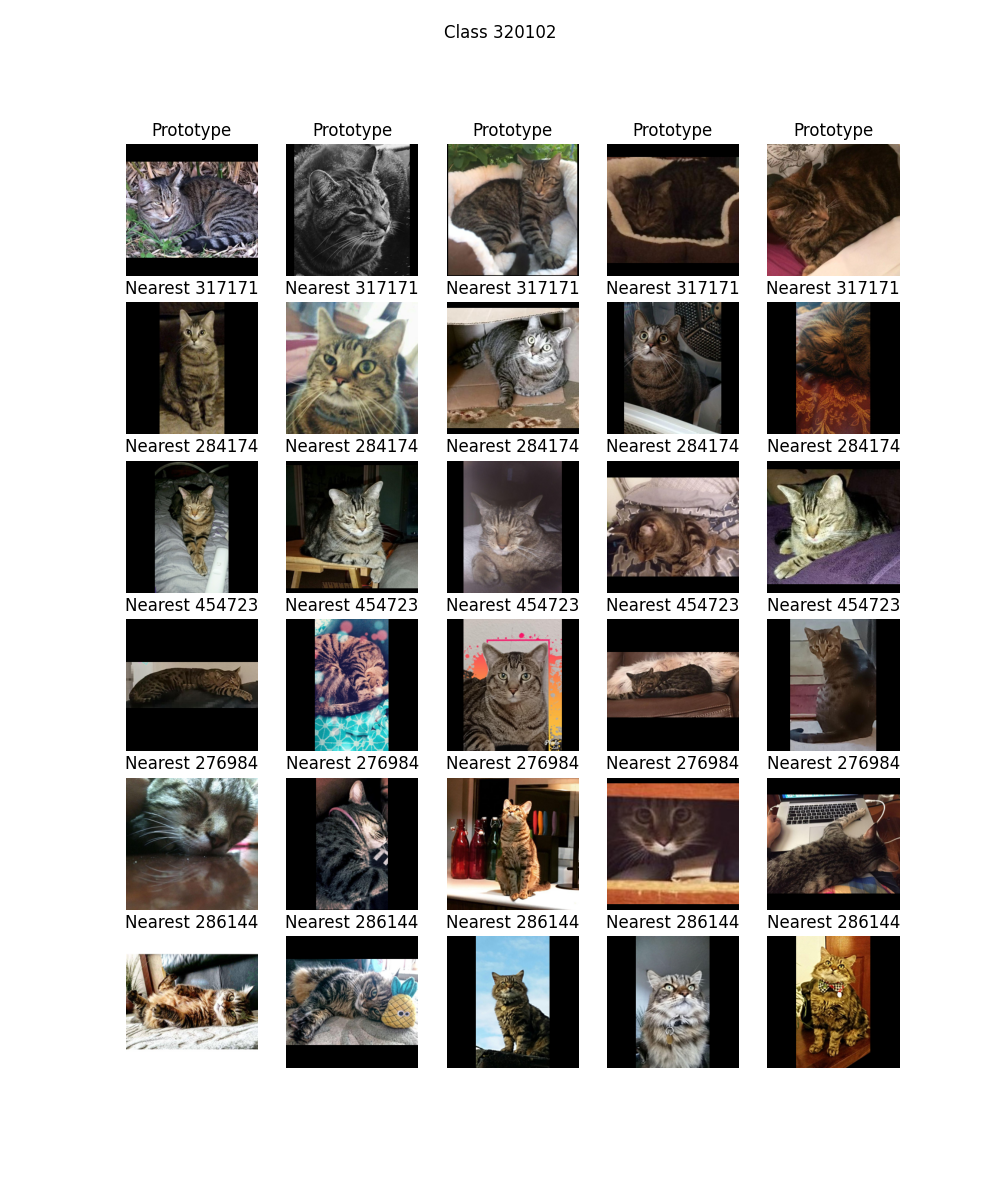 Class 320102
Prototype Prototype Prototype Prototype Prototype
Nearest 317171 Nearest 317171 Nearest 317171 Nearest 317171 Nearest 317171
Nearest 284174 Nearest 284174 Nearest 284174 Nearest 284174 Nearest 284174
Nearest 454723 Nearest 454723 Nearest 454723 Nearest 454723 Nearest 454723
Nearest 276984 Nearest 276984 Nearest 276984 Nearest 276984 Nearest 276984
Nearest 286144 Nearest 286144 Nearest 286144 Nearest 286144 Nearest 286144